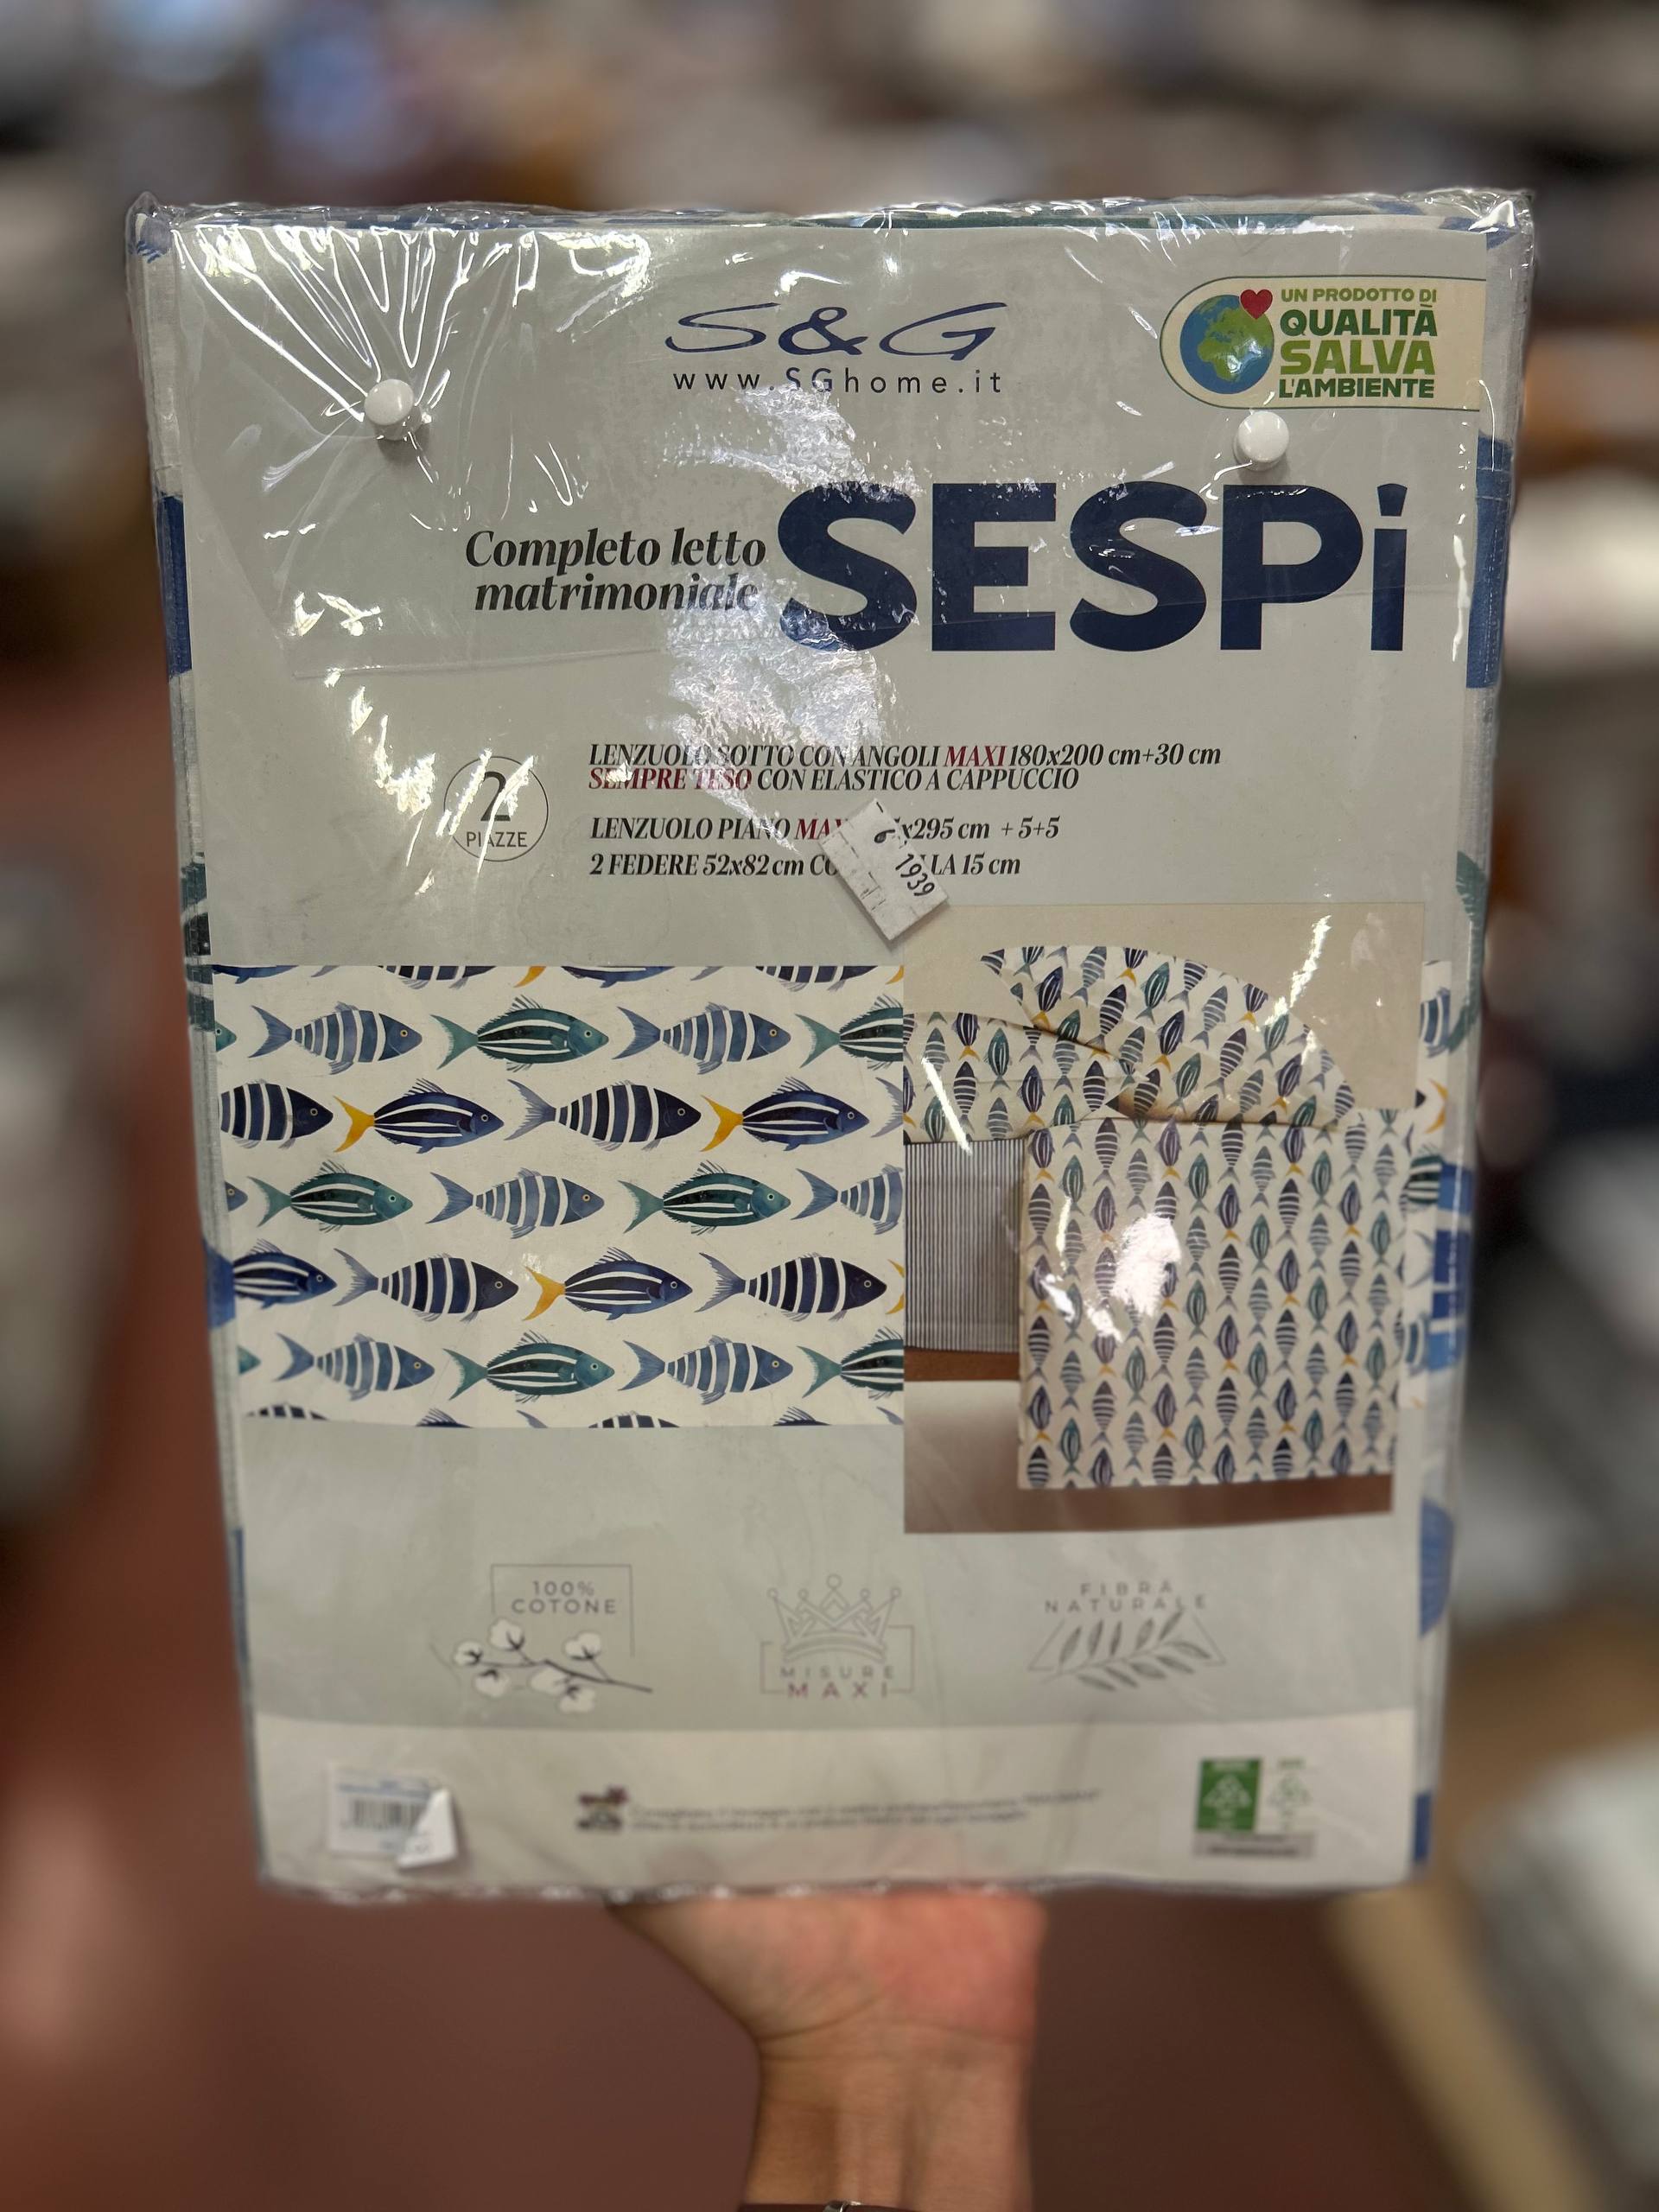 S&G
www.SGhome.it
UN PRODOTTO DI
QUALITÀ
SALVA
L'AMBIENTE
Completo letto
matrimoniale
SESPi
2
PIAZZE
LENZUOLO SOTTO CON ANGOLI MAXI 180x200 cm+30 cm
SEMPRE TESO CON ELASTICO A CAPPUCCIO
LENZUOLO PIANO x295 cm + 5+5
2 FEDERE 52x82 cm 15 cm
1939
100%
COTONE
MISURE
MAXI
FIBRA
NATURALE